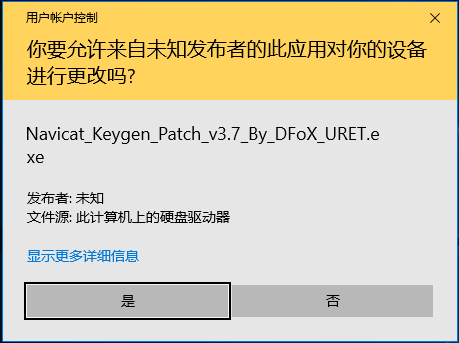 用户帐户控制
你要允许来自未知发布者的此应用对你的设备
进行更改吗?
Navicat_Keygen_Patch_v3.7_By_DFoX_URET.e
xe
发布者: 未知
文件源: 此计算机上的硬盘驱动器
显示更多详细信息
是
否